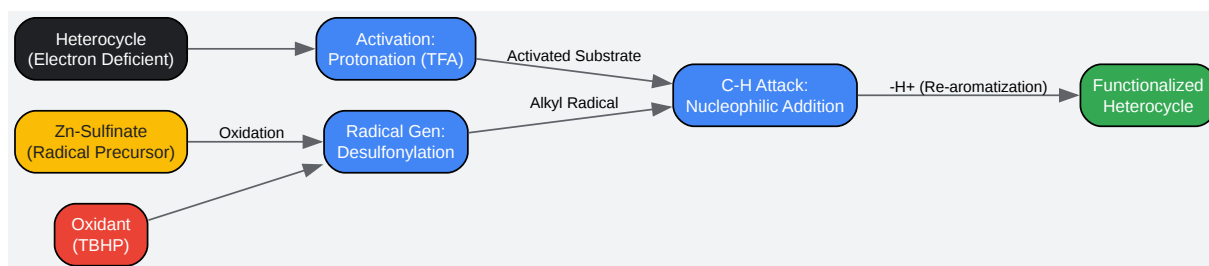 Heterocycle
(Electron Deficient)
Activation:
Protonation (TFA)
Activated Substrate
Zn-Sulfinate
(Radical Precursor)
Oxidation
Radical Gen:
Desulfonylation
Alkyl Radical
C-H Attack:
Nucleophilic Addition
-H+ (Re-aromatization)
Functionalized
Heterocycle
Oxidant
(TBHP)